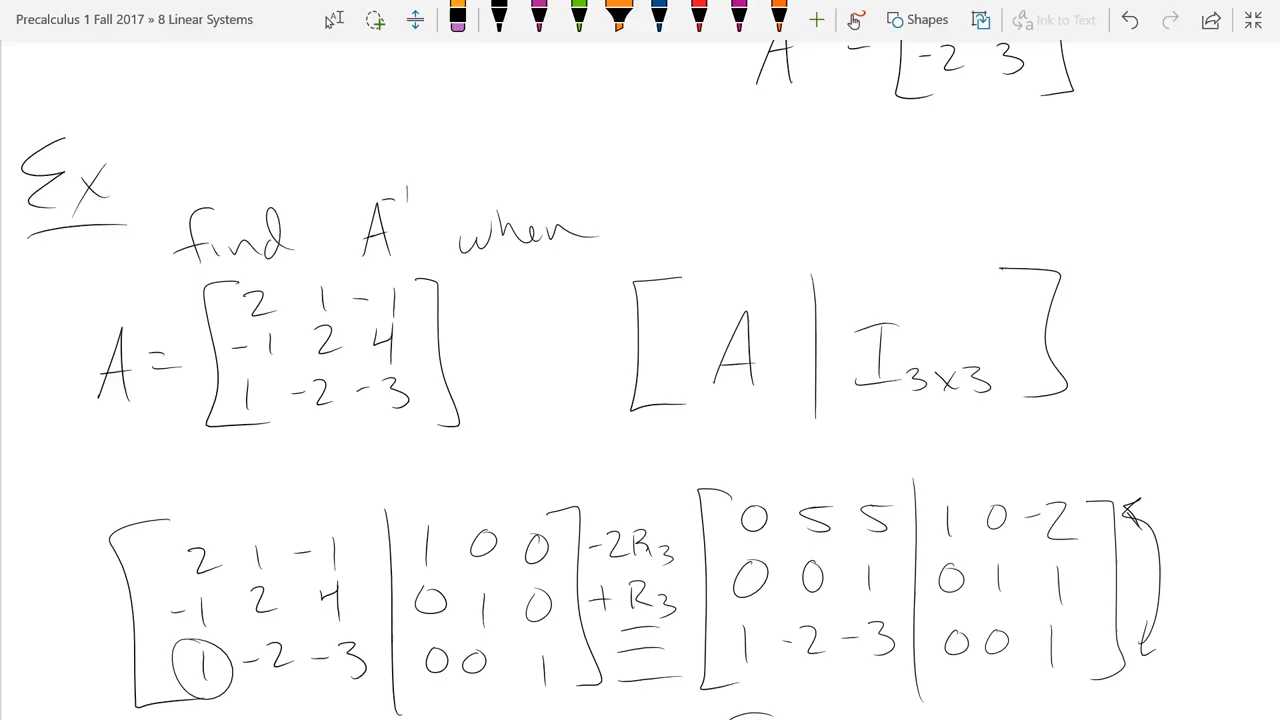 Precalculus 1 Fall 2017 » 8 Linear Systems
Shapes
Ink to Text
A = [-2 3]
Ex
find A⁻¹ when
A = [2 1 -1
-1 2 4
1 -2 -3]
[A | I₃ₓ₃]
[2 1 -1 | 1 0 0
-1 2 4 | 0 1 0
1 -2 -3 | 0 0 1]
-2R₃
+R₃
≡
[0 5 5 | 1 0 -2
0 0 1 | 0 1 1
1 -2 -3 | 0 0 1]